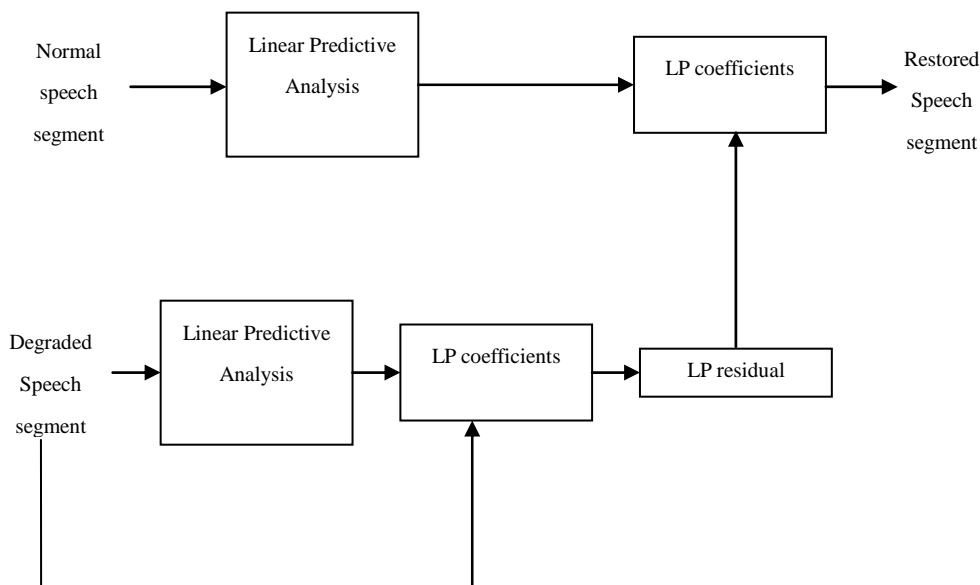 Normal
speech
segment
Linear Predictive
Analysis
LP coefficients
Restored
Speech
segment
Degraded
Speech
segment
Linear Predictive
Analysis
LP coefficients
LP residual